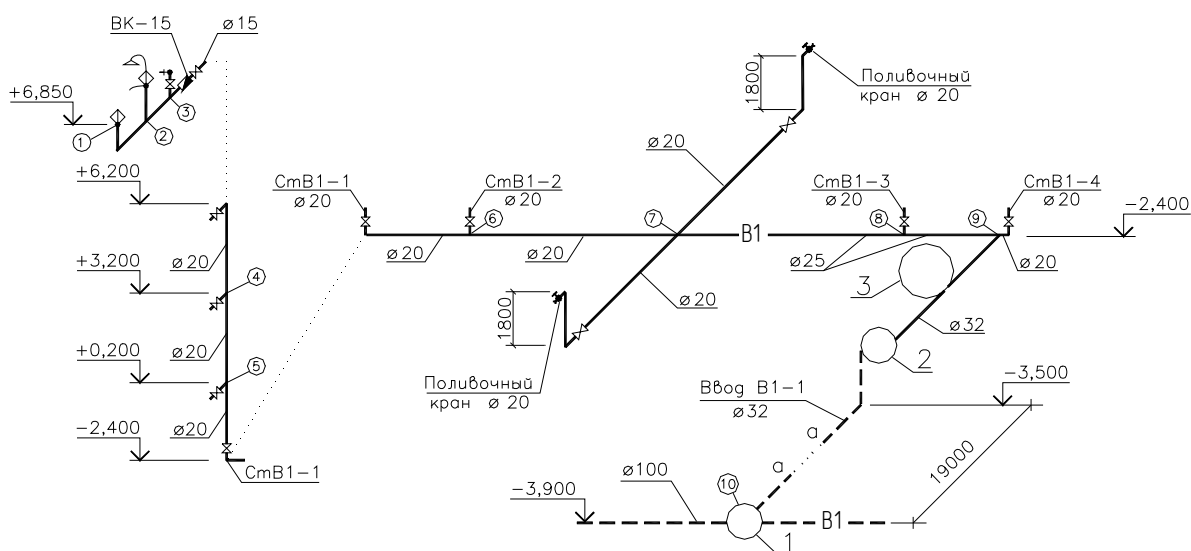 ВК-15
ø15
+6,850
1
2
3
+6,200
ø20
+3,200
4
ø20
+0,200
5
ø20
-2,400
СтВ1-1
СтВ1-1
ø20
СтВ1-2
ø20
6
ø20
ø20
7
1800
Поливочный
кран ø 20
ø20
В1
СтВ1-3
ø20
8
СтВ1-4
ø20
9
-2,400
ø25
ø20
3
ø32
2
1800
ø20
Поливочный
кран ø 20
Ввод В1-1
ø32
-3,500
а
а
19000
-3,900
ø100
10
1
В1